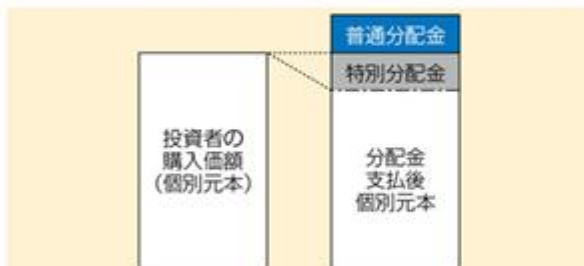 普通分配金
特別分配金
投資者の
購入価額
（個別元本）
分配金
支払後
個別元本